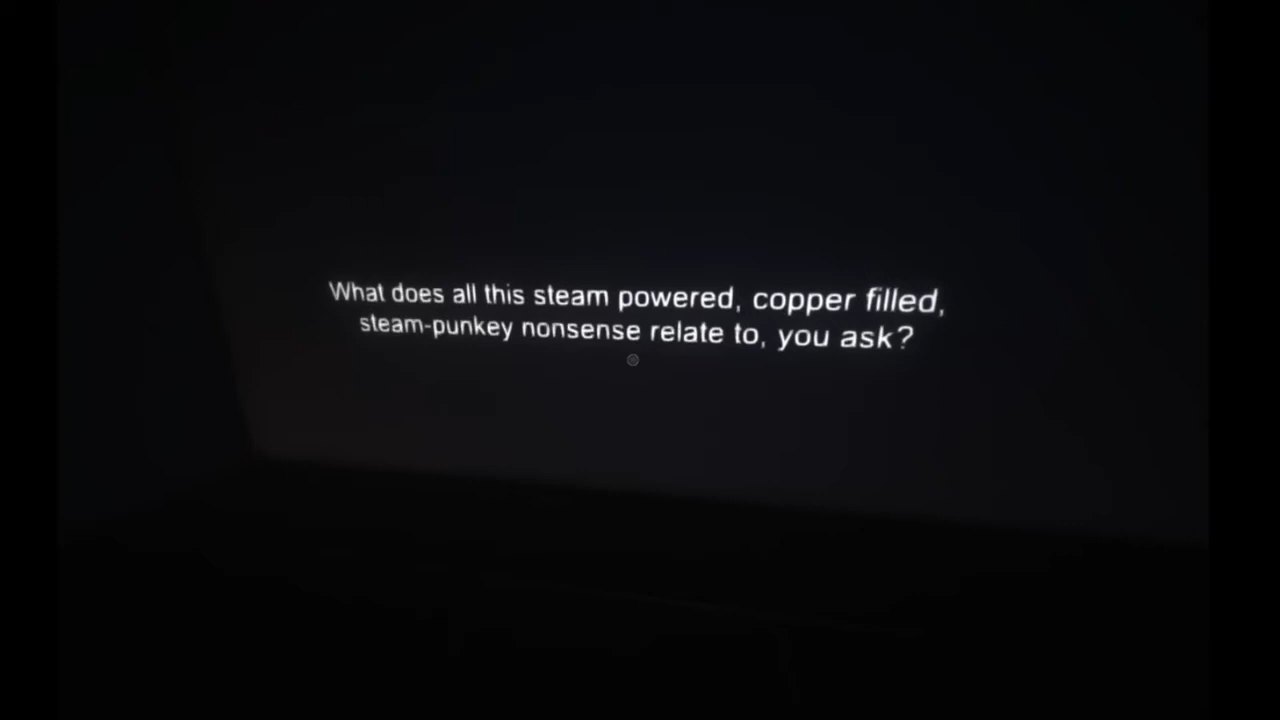 What does all this steam powered, copper filled,
steam-punkey nonsense relate to, you ask?